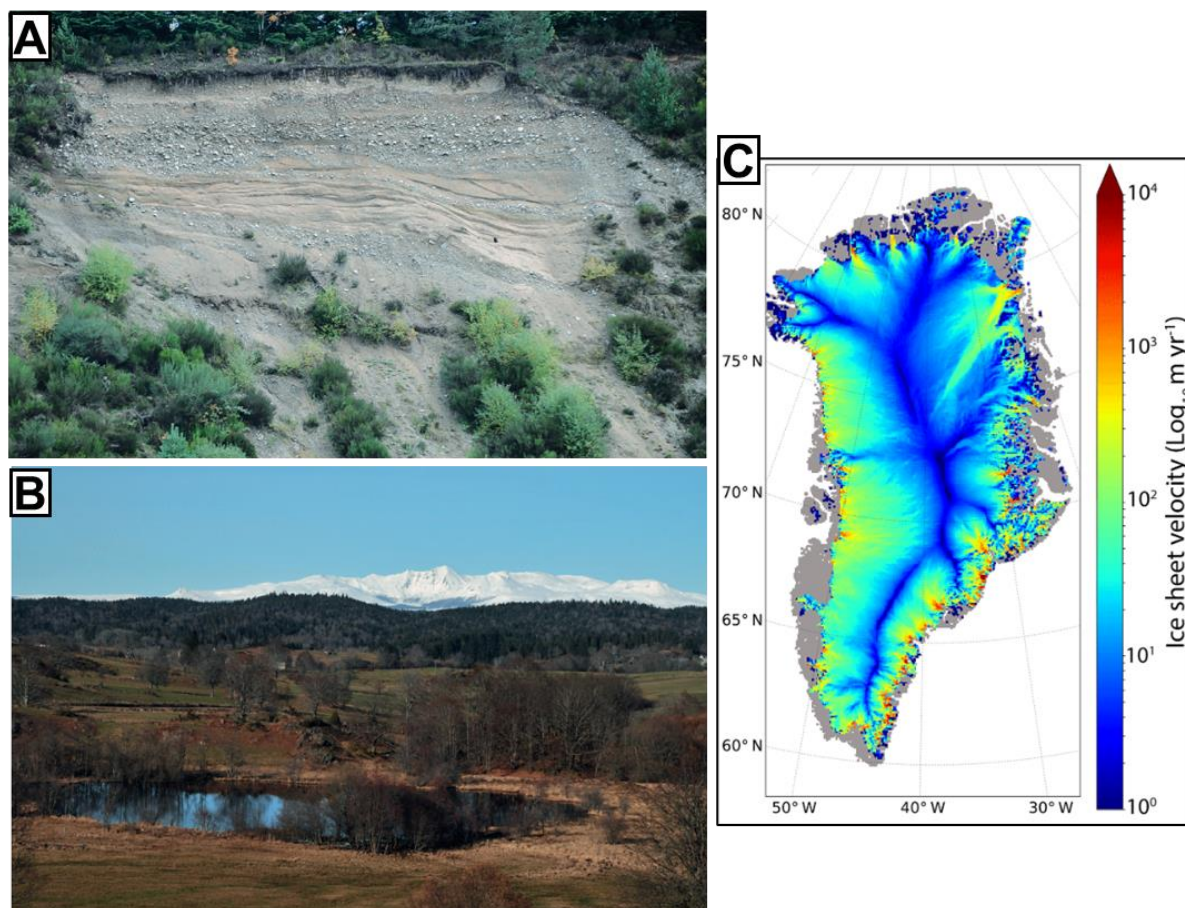 A
B
C
80° N
75° N
70° N
65° N
60° N
50° W
40° W
30° W
10⁴
10³
10²
10¹
10⁰
Ice sheet velocity (Log₁₀ m yr⁻¹)